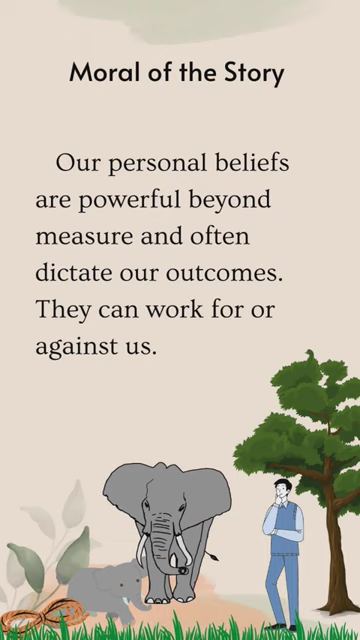 Moral of the Story
Our personal beliefs
are powerful beyond
measure and often
dictate our outcomes.
They can work for or
against us.